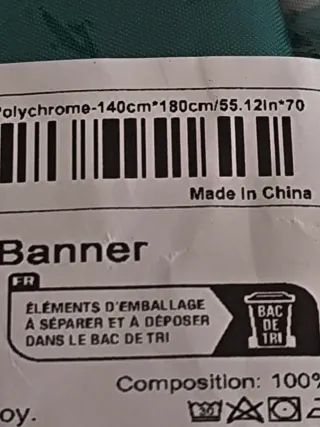 Polychrome-140cm*180cm/55.12In*70
Made In China
Banner
FR
ÉLÉMENTS D'EMBALLAGE
À SÉPARER ET À DÉPOSER
DANS LE BAC DE TRI
BAC
DE
TRI
Composition: 100%
oy.
30